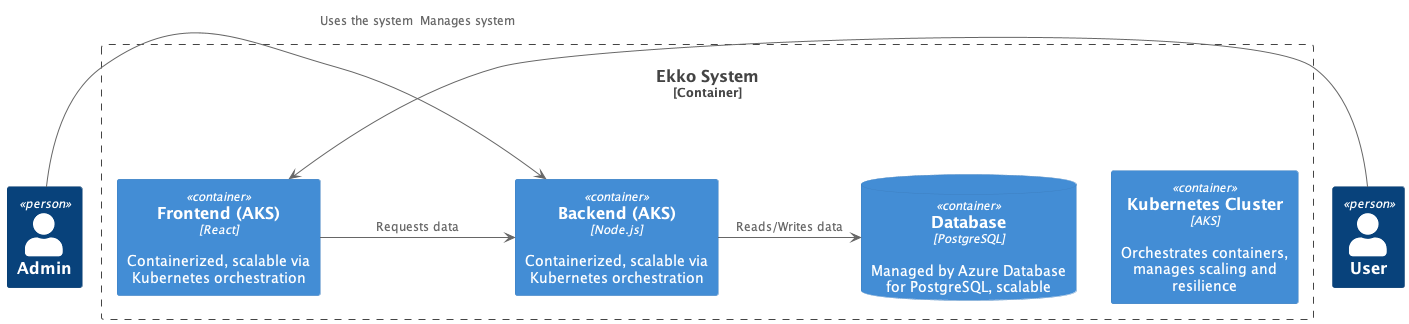 Uses the system Manages system
Ekko System
[Container]
«person»
Admin
«container»
Frontend (AKS)
[React]
Containerized, scalable via
Kubernetes orchestration
Requests data
«container»
Backend (AKS)
[Node.js]
Containerized, scalable via
Kubernetes orchestration
Reads/Writes data
«container»
Database
[PostgreSQL]
Managed by Azure Database
for PostgreSQL, scalable
«container»
Kubernetes Cluster
[AKS]
Orchestrates containers,
manages scaling and
resilience
«person»
User